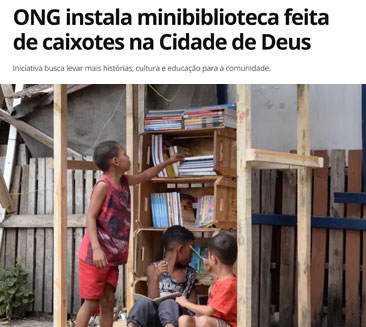 ONG instala minibiblioteca feita
de caixotes na Cidade de Deus
Iniciativa busca levar mais histórias, cultura e educação para a comunidade.